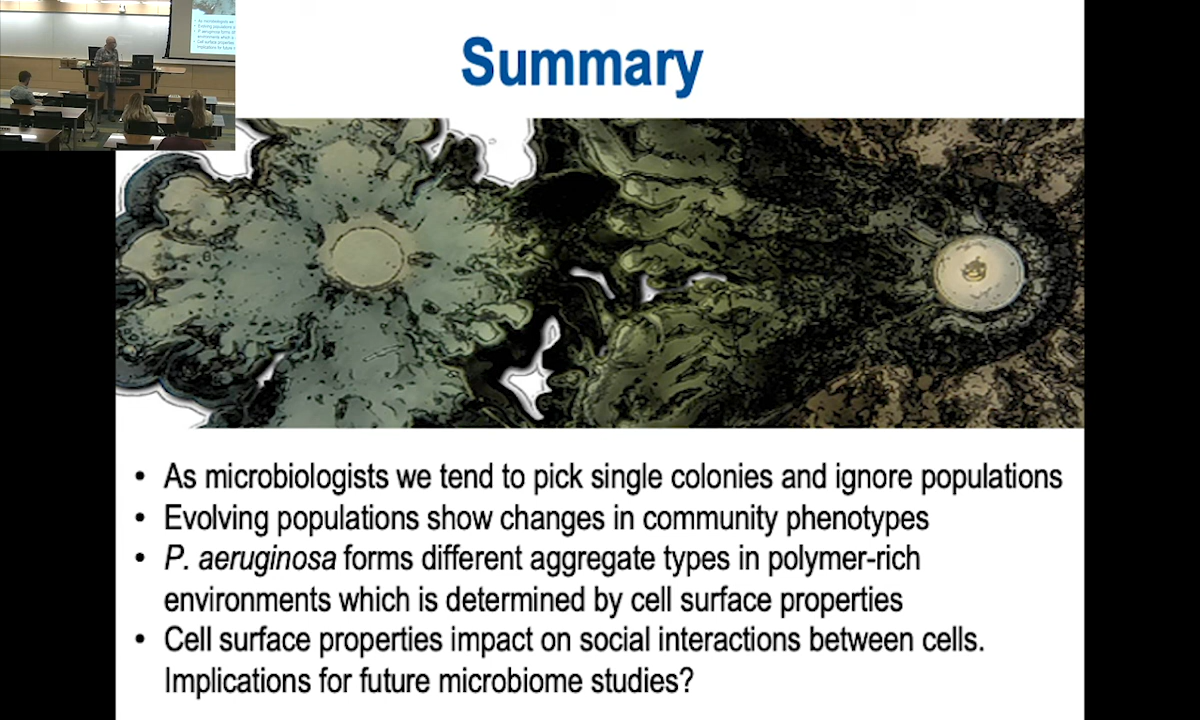 Summary
• As microbiologists we tend to pick single colonies and ignore populations
• Evolving populations show changes in community phenotypes
• P. aeruginosa forms different aggregate types in polymer-rich
environments which is determined by cell surface properties
• Cell surface properties impact on social interactions between cells.
Implications for future microbiome studies?